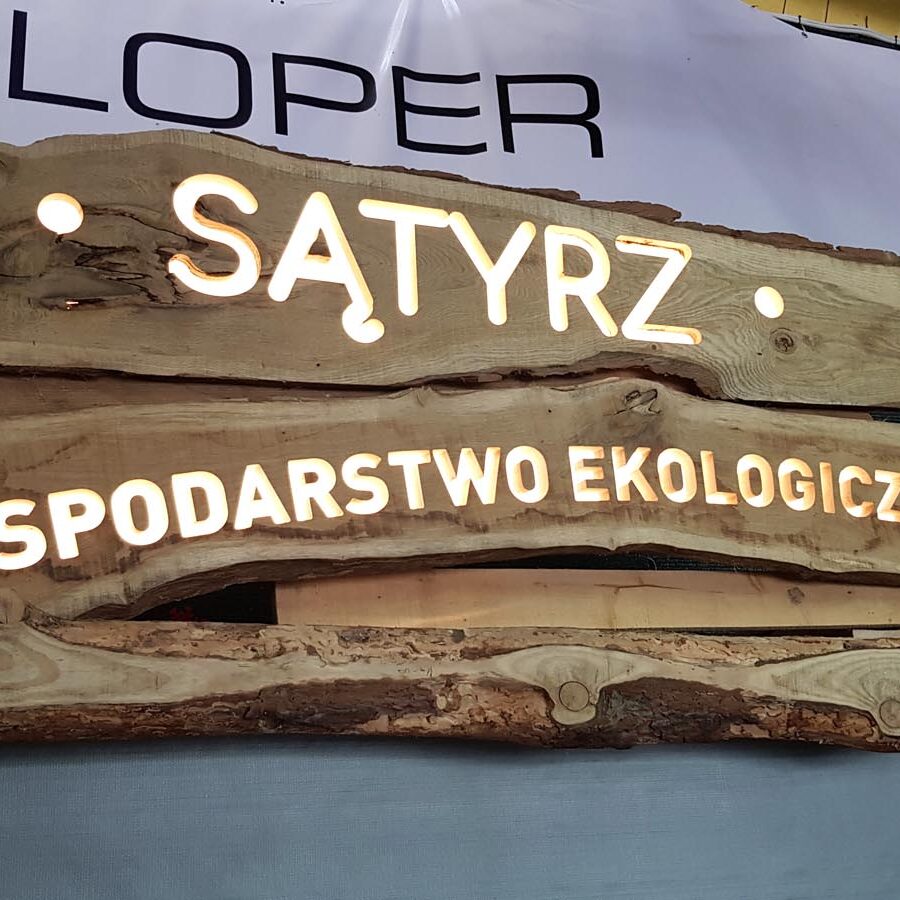 LOPER
• SĄTYRZ •
SPODARSTWO EKOLOGICZ